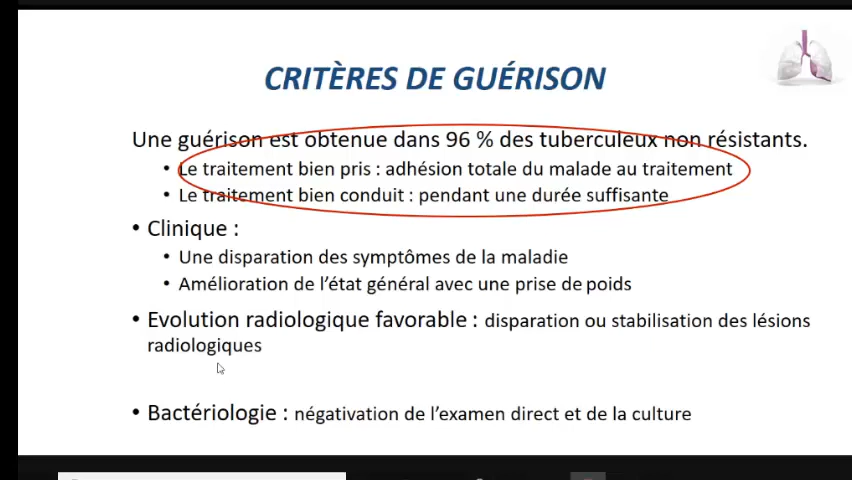 CRITÈRES DE GUÉRISON
Une guérison est obtenue dans 96 % des tuberculeux non résistants.
• Le traitement bien pris : adhésion totale du malade au traitement
• Le traitement bien conduit : pendant une durée suffisante
• Clinique :
• Une disparation des symptômes de la maladie
• Amélioration de l'état général avec une prise de poids
• Evolution radiologique favorable : disparation ou stabilisation des lésions
radiologiques
• Bactériologie : négativation de l'examen direct et de la culture